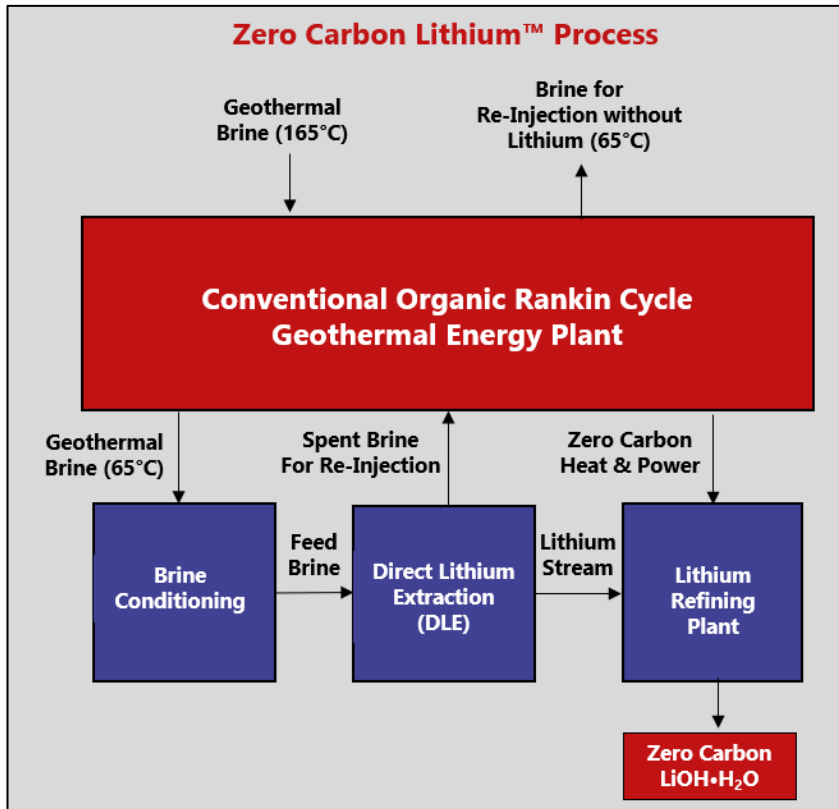 Zero Carbon Lithium™ Process
Geothermal
Brine (165°C)
Brine for
Re-Injection without
Lithium (65°C)
Conventional Organic Rankin Cycle
Geothermal Energy Plant
Geothermal
Brine (65°C)
Spent Brine
For Re-Injection
Zero Carbon
Heat & Power
Brine
Conditioning
Feed
Brine
Direct Lithium
Extraction
(DLE)
Lithium
Stream
Lithium
Refining
Plant
Zero Carbon
LiOH•H₂O